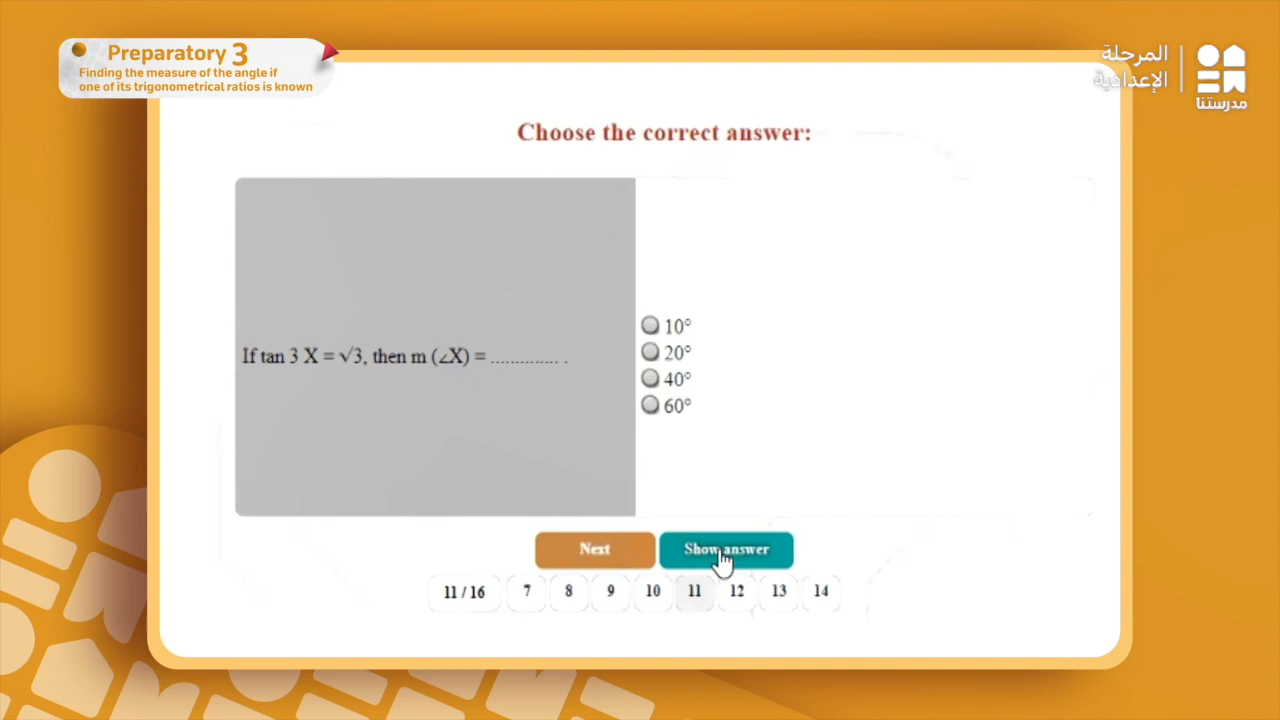 Preparatory 3
Finding the measure of the angle if
one of its trigonometrical ratios is known
المرحلة
الإعدادية
مدرستنا
Choose the correct answer:
If tan 3 X = √3, then m (∠X) = .............. .
10°
20°
40°
60°
Next
Show answer
11 / 16
7
8
9
10
11
12
13
14